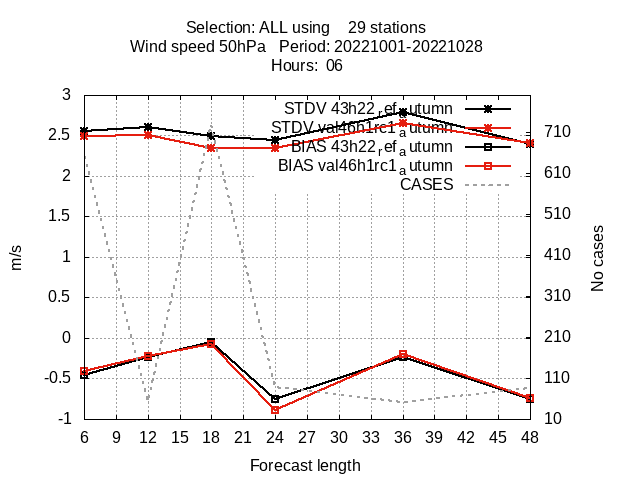 Selection: ALL using 29 stations
Wind speed 50hPa Period: 20221001-20221028
Hours: 06
3
2.5
2
1.5
1
0.5
0
-0.5
-1
m/s
STDV 43h22_ref_autumn
STDV val46h1rc1_autumn
BIAS 43h22_ref_autumn
BIAS val46h1rc1_autumn
CASES
710
610
510
410
310
210
110
10
No cases
6 9 12 15 18 21 24 27 30 33 36 39 42 45 48
Forecast length